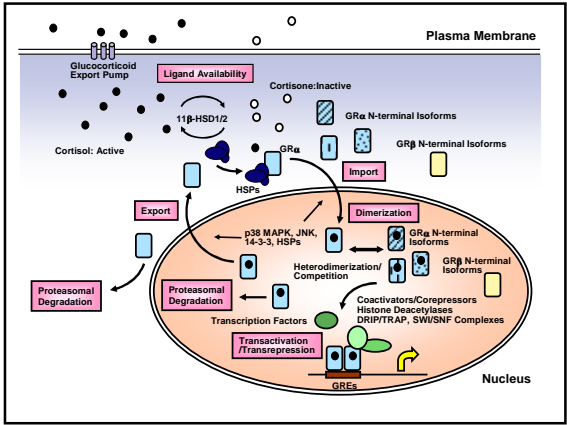 Plasma Membrane
Glucocorticoid
Export Pump
Ligand Availability
Cortisone:Inactive
GRα N-terminal Isoforms
11β-HSD1/2
GRβ N-terminal Isoforms
Cortisol: Active
GRα
HSPs
Import
Export
Dimerization
p38 MAPK, JNK,
14-3-3, HSPs
GRα N-terminal
Isoforms
GRβ N-terminal
Isoforms
Heterodimerization/
Competition
Proteasomal
Degradation
Proteasomal
Degradation
Coactivators/Corepressors
Histone Deacetylases
DRIP/TRAP, SWI/SNF Complexes
Transcription Factors
Transactivation
/Transrepression
GREs
Nucleus